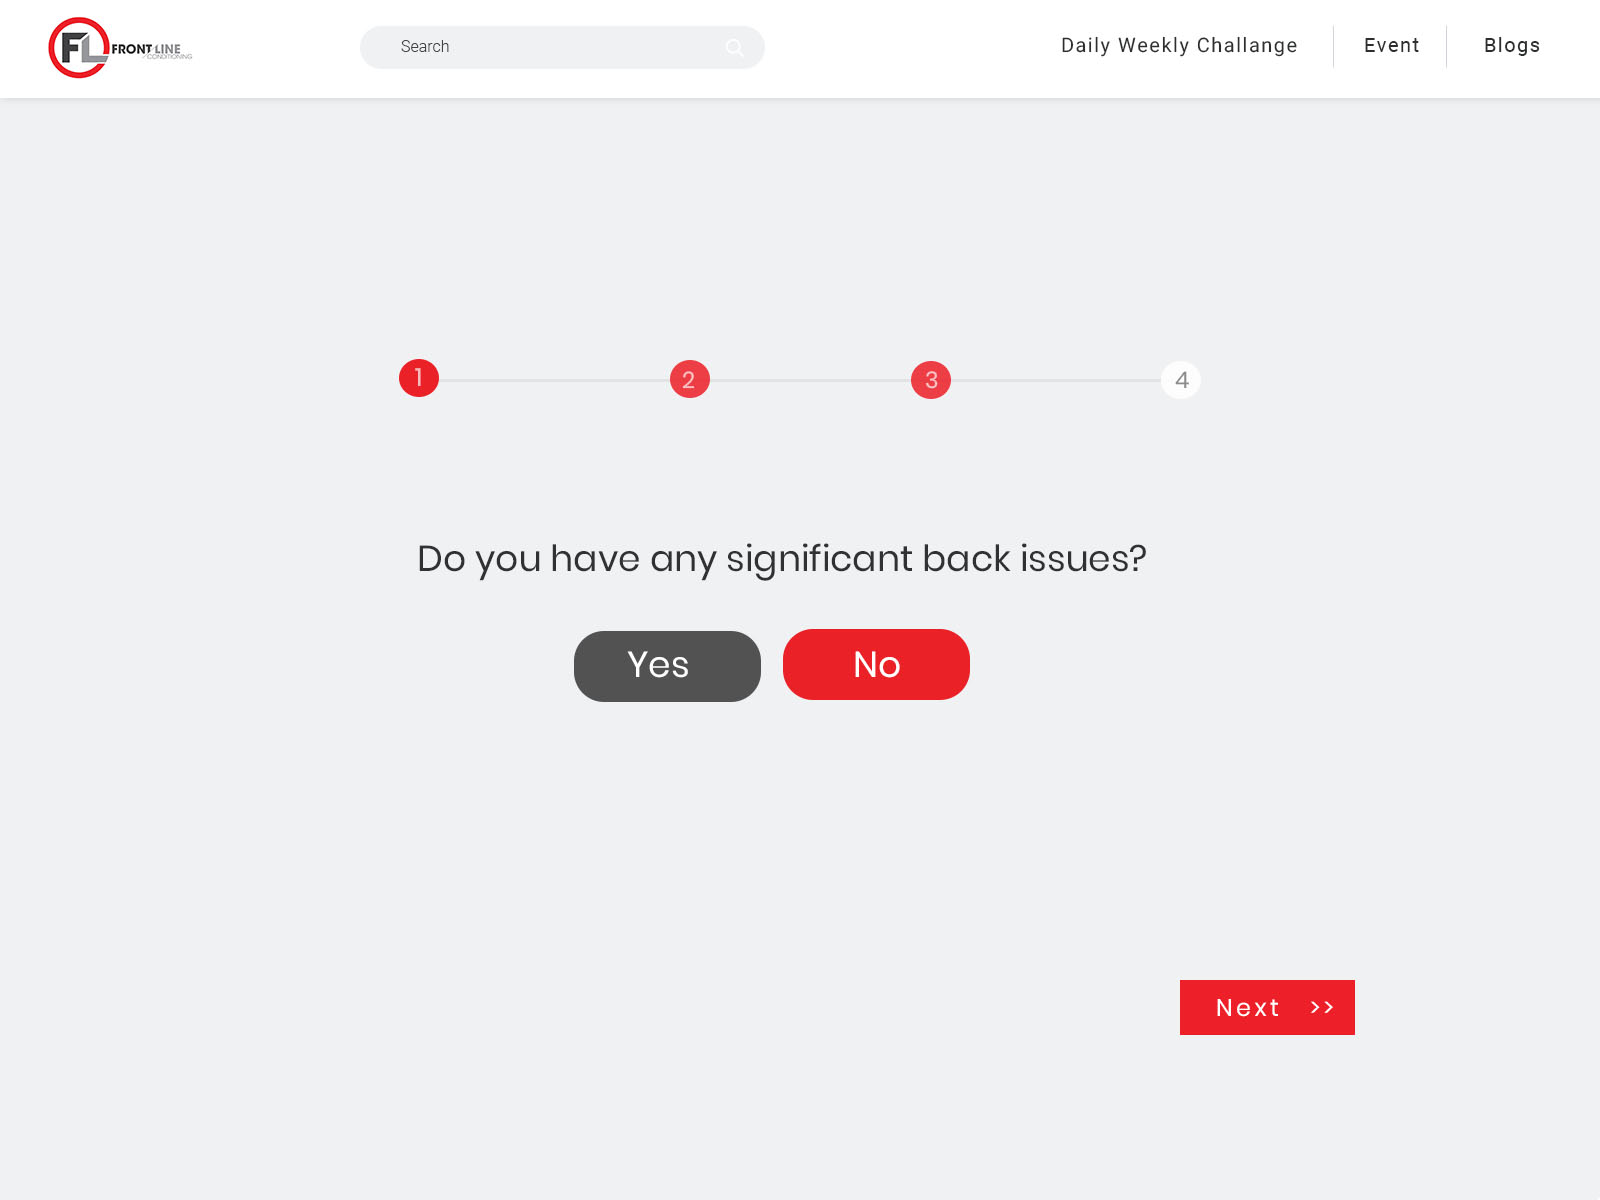 FL FRONT LINE
CONDITIONING
Search
Daily Weekly Challange
Event
Blogs
1
2
3
4
Do you have any significant back issues?
Yes
No
Next >>